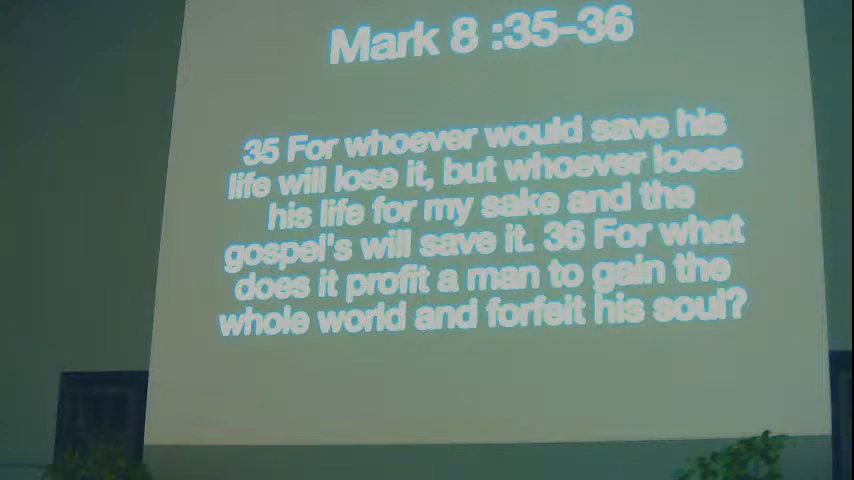 Mark 8 :35-36
35 For whoever would save his
life will lose it, but whoever loses
his life for my sake and the
gospel's will save it. 36 For what
does it profit a man to gain the
whole world and forfeit his soul?